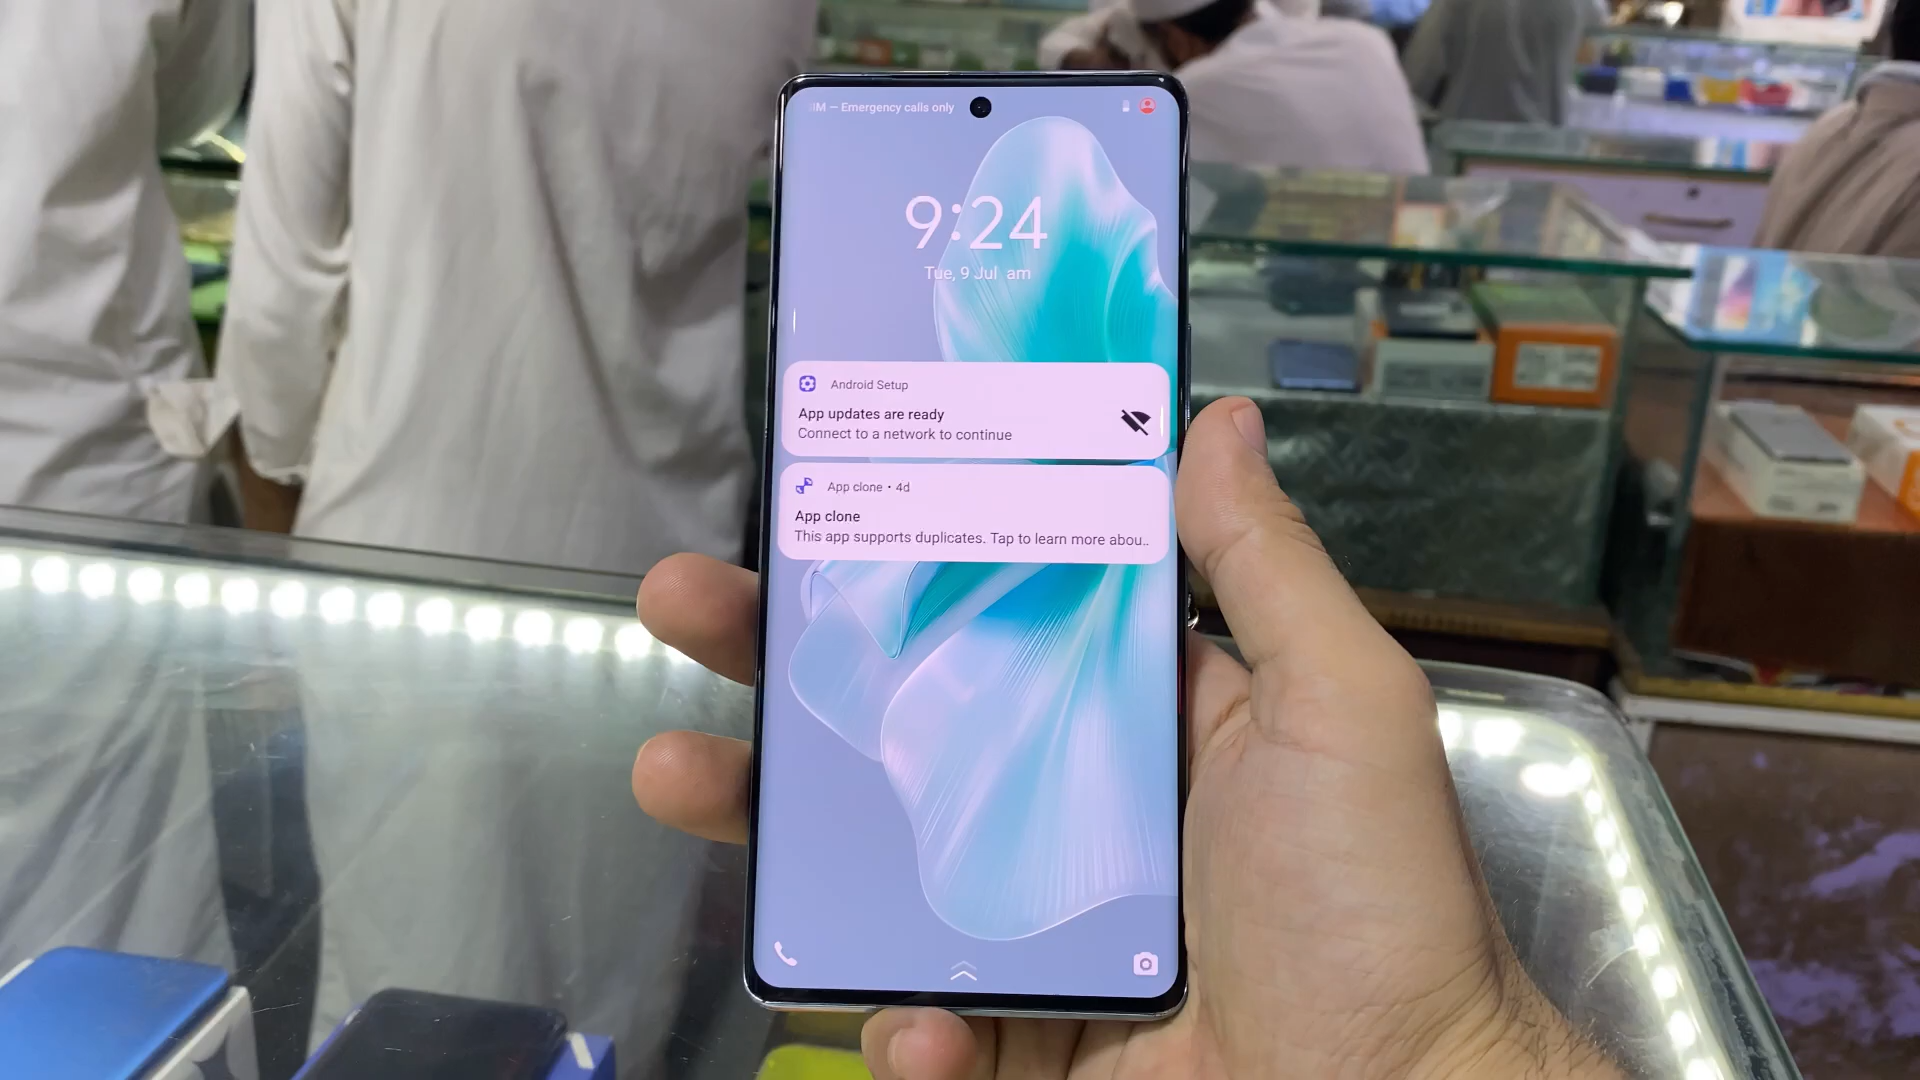 — Emergency calls only
9:24
Tue, 9 Jul am
Android Setup
App updates are ready
Connect to a network to continue
App clone • 4d
App clone
This app supports duplicates. Tap to learn more abou..